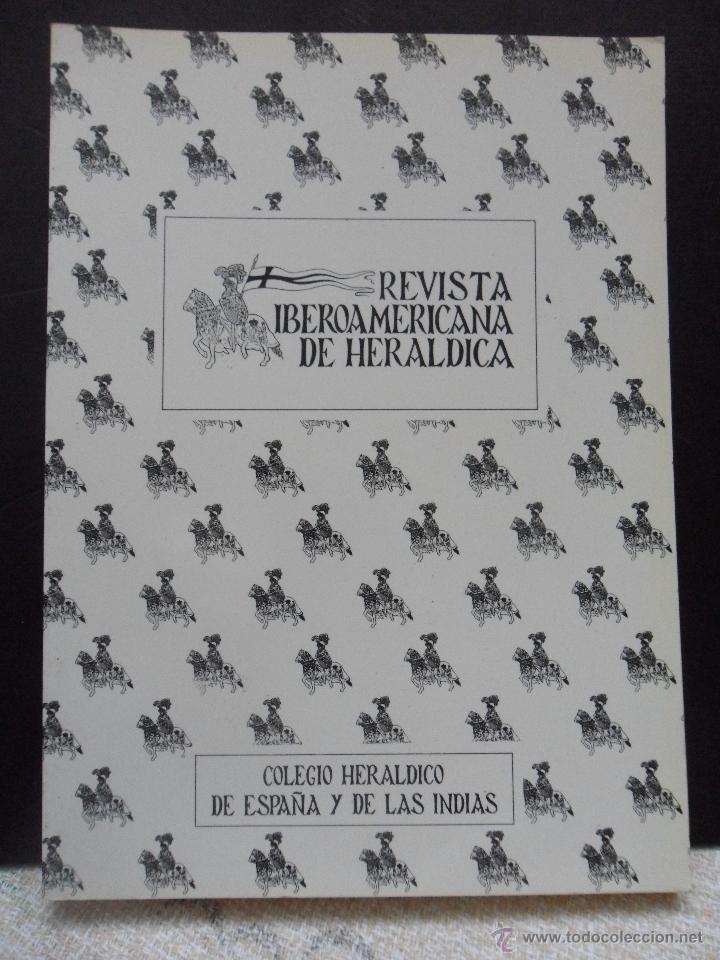 REVISTA
IBEROAMERICANA
DE HERALDICA
COLEGIO HERALDICO
DE ESPAÑA Y DE LAS INDIAS
© www.todocoleccion.net